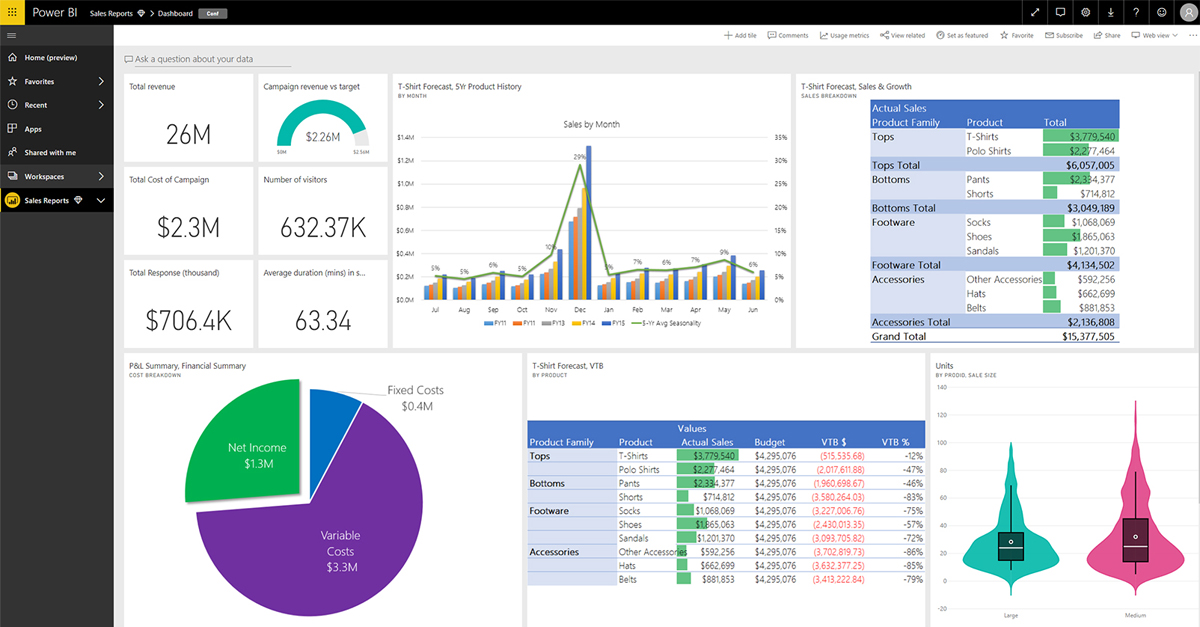 Power BI Sales Reports > Dashboard Conf
Add tile Comments Usage metrics View related Set as featured Favorite Subscribe Share Web view
Home (preview)
Favorites
Recent
Apps
Shared with me
Workspaces
Sales Reports
Ask a question about your data
Total revenue
26M
Campaign revenue vs target
$2.26M
$0M $2.56M
Total Cost of Campaign
$2.3M
Number of visitors
632.37K
Total Response (thousand)
$706.4K
Average duration (mins) in s...
63.34
T-Shirt Forecast, 5Yr Product History
BY MONTH
Sales by Month
$1.4M 35%
$1.2M 30%
$1.0M 25%
$0.8M 20%
$0.6M 15%
$0.4M 10%
$0.2M 5%
$0.0M 0%
5% 5% 6% 5% 10% 29% 7% 6% 7% 9% 6%
Jul Aug Sep Oct Nov Dec Jan Feb Mar Apr May Jun
FY11 FY11 FY13 FY14 FY15 5-Yr Avg Seasonality
T-Shirt Forecast, Sales & Growth
SALES BREAKDOWN
Actual Sales
Product Family Product Total
Tops T-Shirts $3,779,540
Polo Shirts $2,277,464
Tops Total $6,057,005
Bottoms Pants $2,334,377
Shorts $714,812
Bottoms Total $3,049,189
Footware Socks $1,068,069
Shoes $1,865,063
Sandals $1,201,370
Footware Total $4,134,502
Accessories Other Accessories $592,256
Hats $662,699
Belts $881,853
Accessories Total $2,136,808
Grand Total $15,377,505
P&L Summary, Financial Summary
COST BREAKDOWN
Fixed Costs
$0.4M
Net Income
$1.3M
Variable
Costs
$3.3M
T-Shirt Forecast, VTB
BY PRODUCT
Values
Product Family Product Actual Sales Budget VTB $ VTB %
Tops T-Shirts $3,779,540 $4,295,076 (515,535.68) -12%
Polo Shirts $2,277,464 $4,295,076 (2,017,611.88) -47%
Bottoms Pants $2,334,377 $4,295,076 (1,960,698.67) -46%
Shorts $714,812 $4,295,076 (3,580,264.03) -83%
Footware Socks $1,068,069 $4,295,076 (3,227,006.76) -75%
Shoes $1,865,063 $4,295,076 (2,430,013.35) -57%
Sandals $1,201,370 $4,295,076 (3,093,705.82) -72%
Accessories Other Accessories $592,256 $4,295,076 (3,702,819.73) -86%
Hats $662,699 $4,295,076 (3,632,377.25) -85%
Belts $881,853 $4,295,076 (3,413,222.84) -79%
Units
BY PRODID, SALE SIZE
140
120
100
80
60
40
20
0
-20
Large Medium